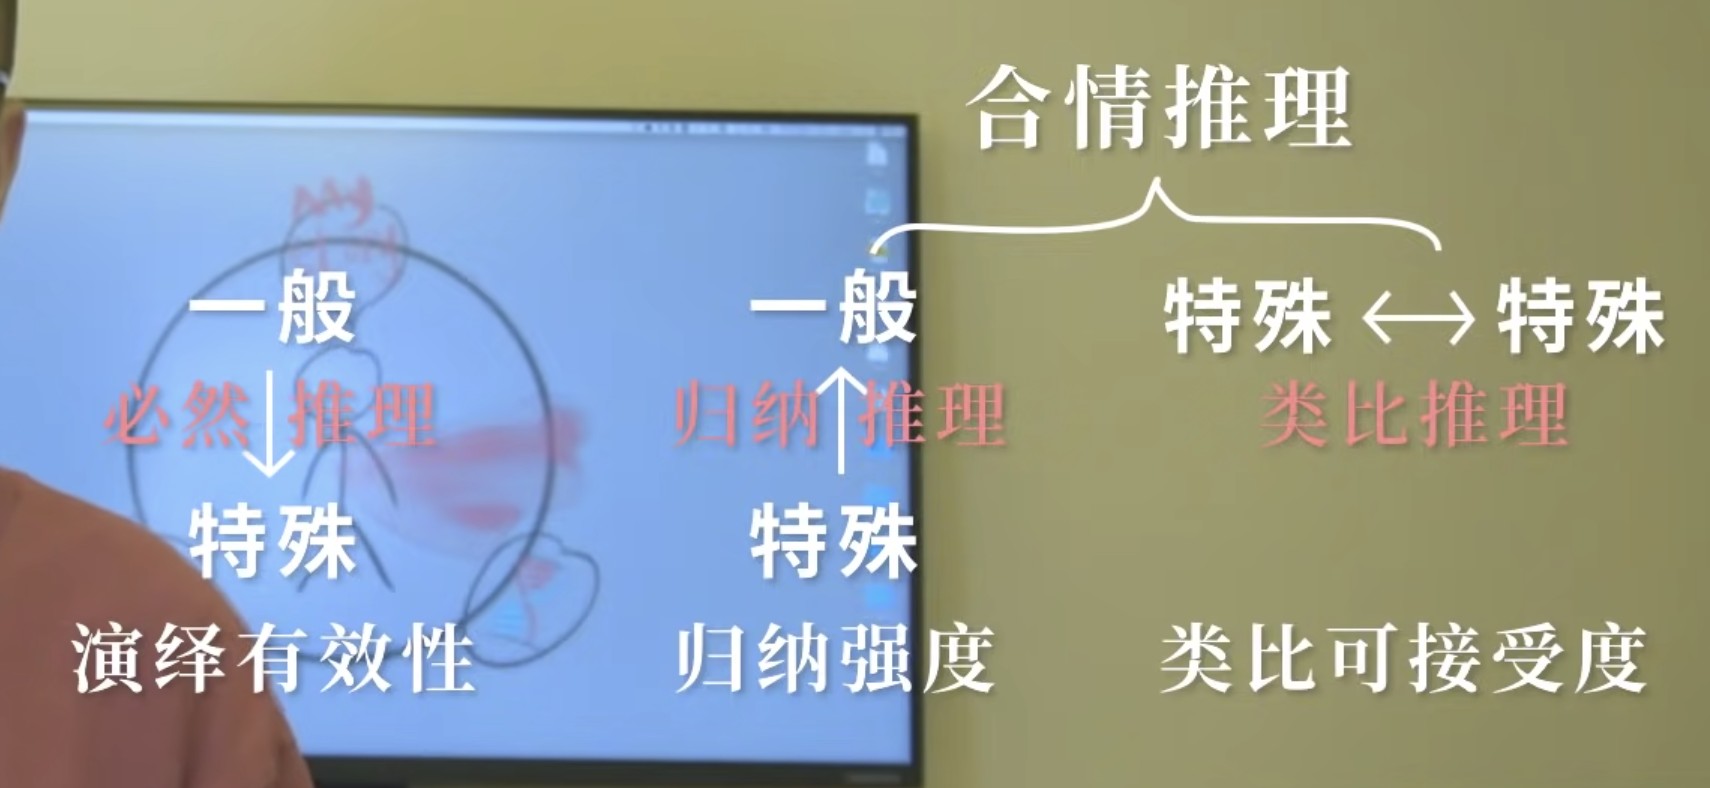 合情推理
一般 一般 特殊 ↔ 特殊
必然推理 归纳推理 类比推理
特殊 特殊
演绎有效性 归纳强度 类比可接受度